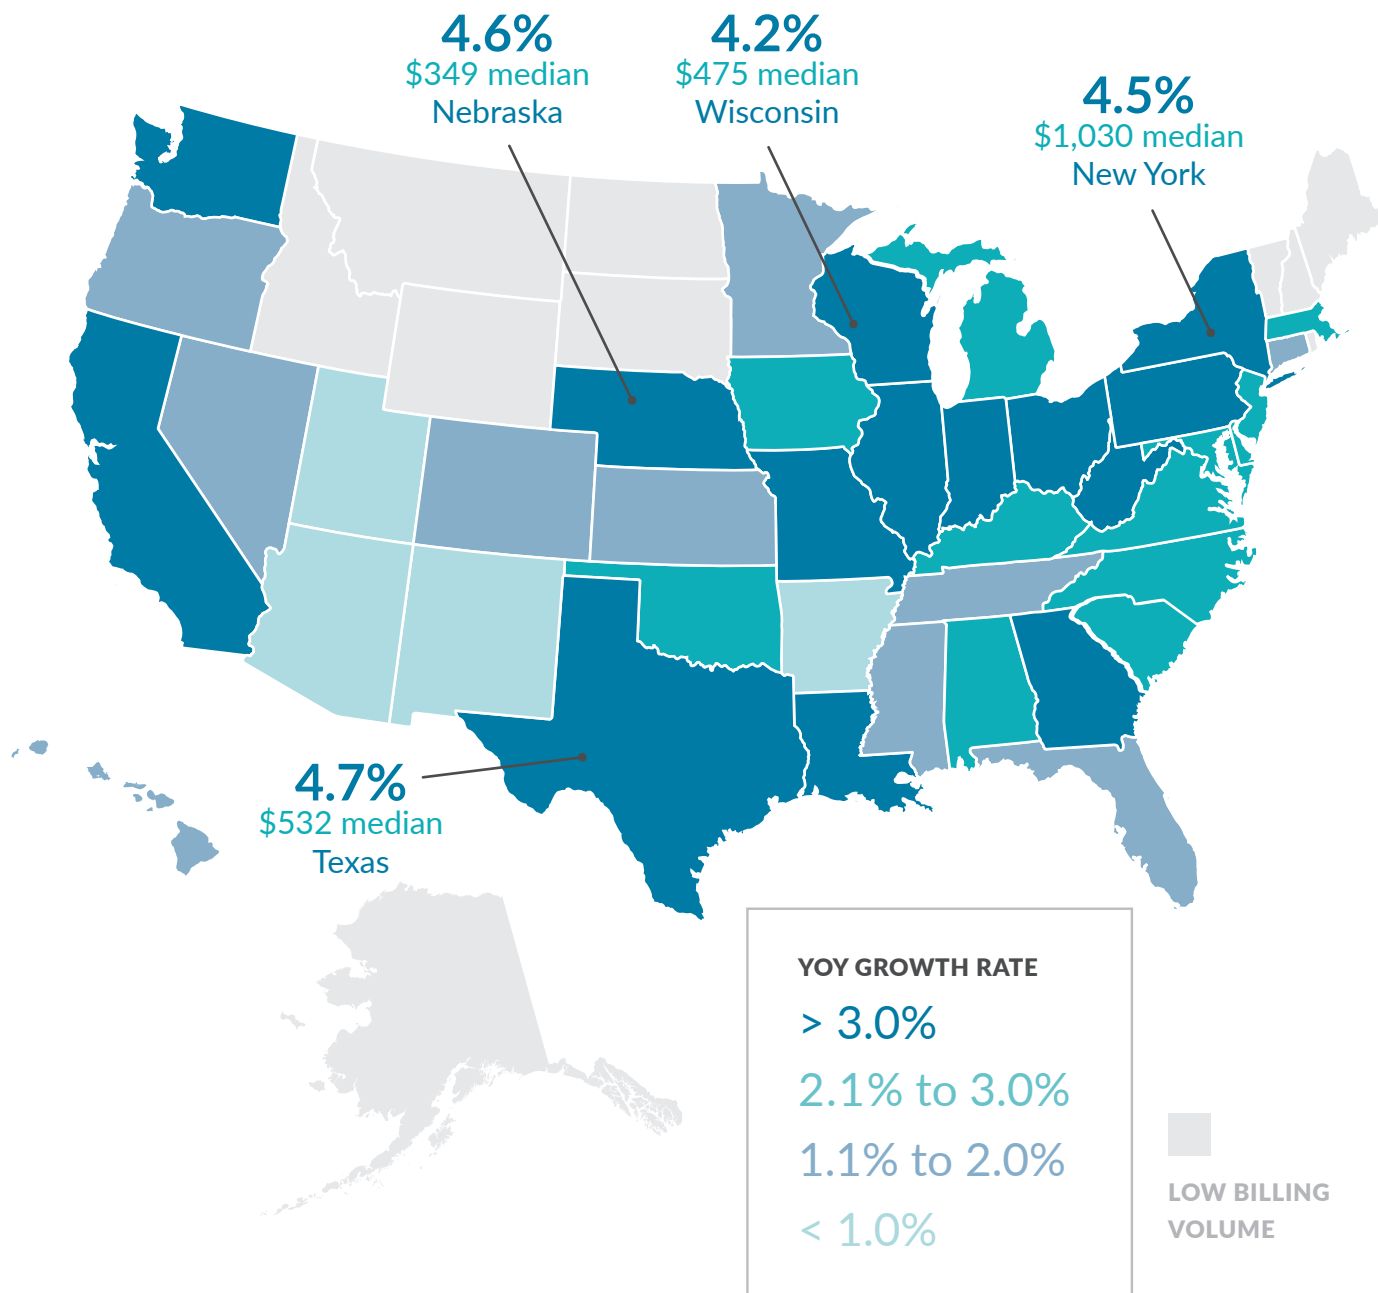 4.6%
$349 median
Nebraska
4.2%
$475 median
Wisconsin
4.5%
$1,030 median
New York
4.7%
$532 median
Texas
YOY GROWTH RATE
> 3.0%
2.1% to 3.0%
1.1% to 2.0%
< 1.0%
LOW BILLING
VOLUME